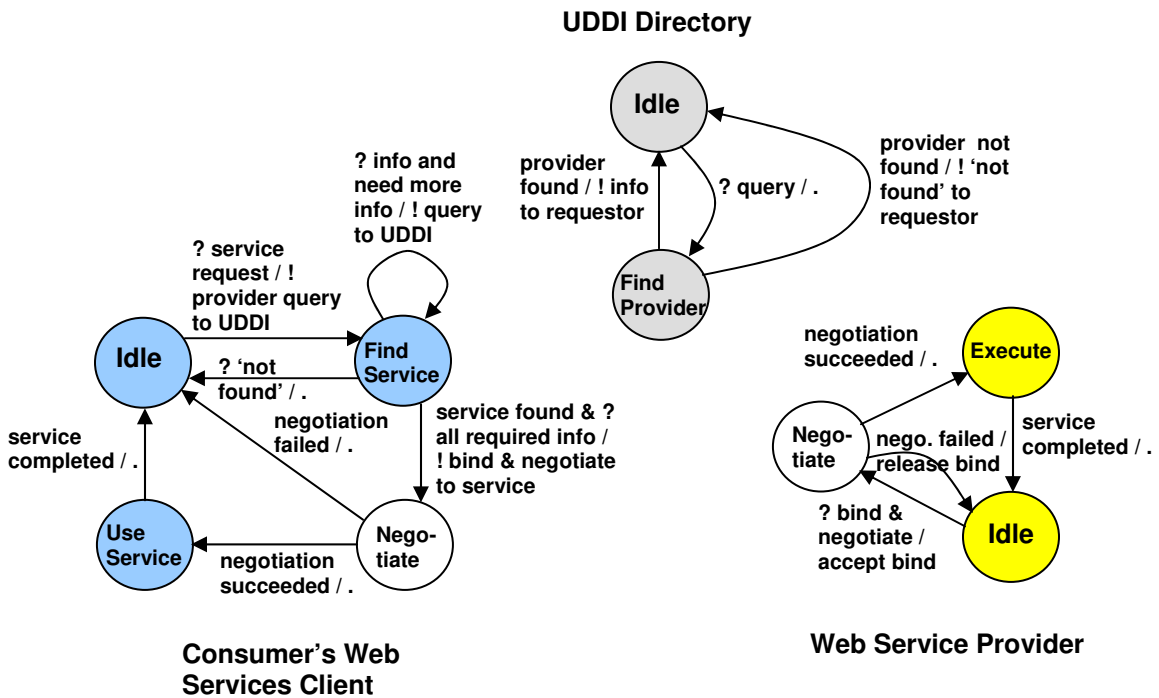 UDDI Directory
Idle
provider
found / ! info
to requestor
? query / .
provider  not
found / ! ‘not
found’ to
requestor
Find
Provider
? info and
need more
info / ! query
to UDDI
? service
request / !
provider query
to UDDI
Idle
Find
Service
? ‘not
found’ / .
negotiation
failed / .
service found & ?
all required info /
! bind & negotiate
to service
service
completed / .
Use
Service
Nego-
tiate
negotiation
succeeded / .
Consumer’s Web
Services Client
negotiation
succeeded / .
Execute
Nego-
tiate
nego. failed /
release bind
service
completed / .
? bind &
negotiate /
accept bind
Idle
Web Service Provider